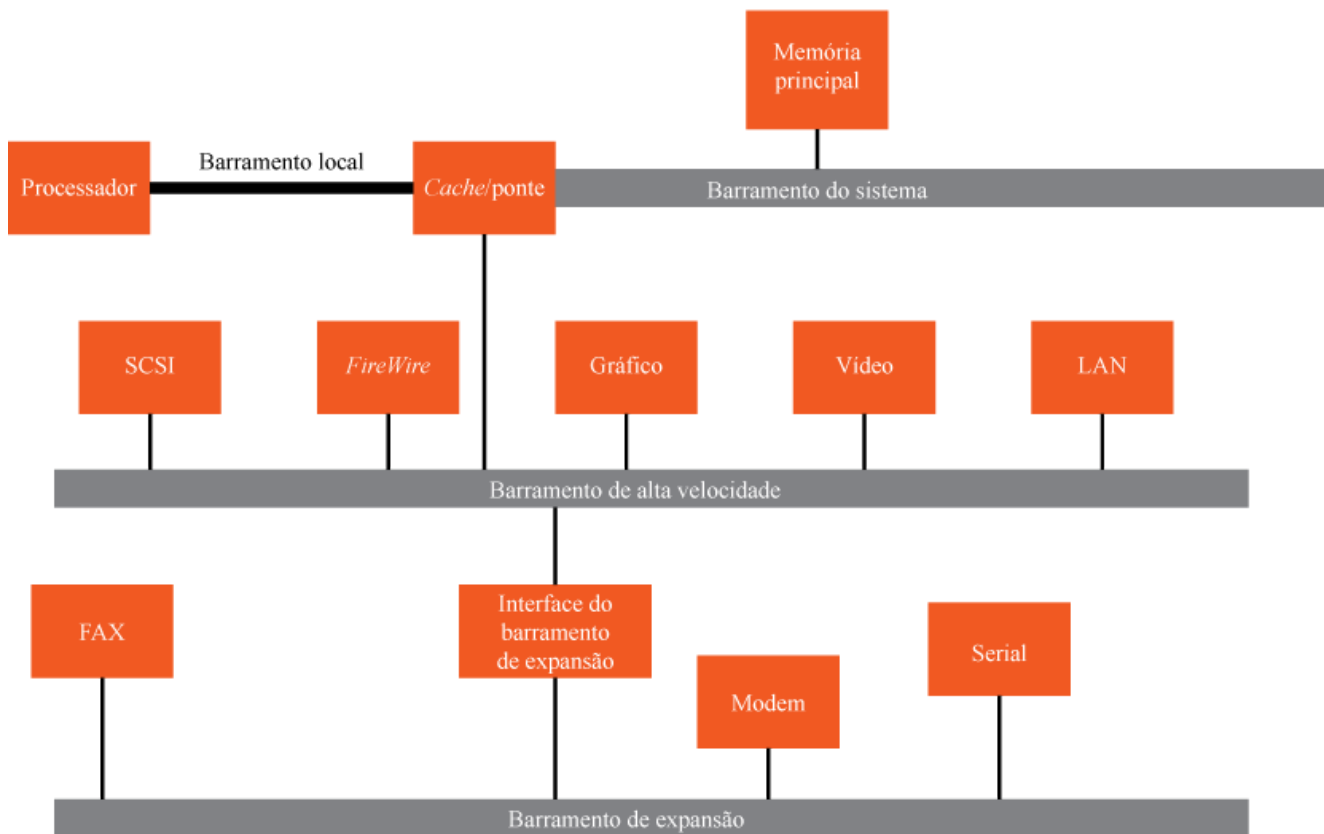 Memória
principal
Barramento local
Processador
Cache/ponte
Barramento do sistema
SCSI
FireWire
Gráfico
Vídeo
LAN
Barramento de alta velocidade
FAX
Interface do
barramento
de expansão
Modem
Serial
Barramento de expansão